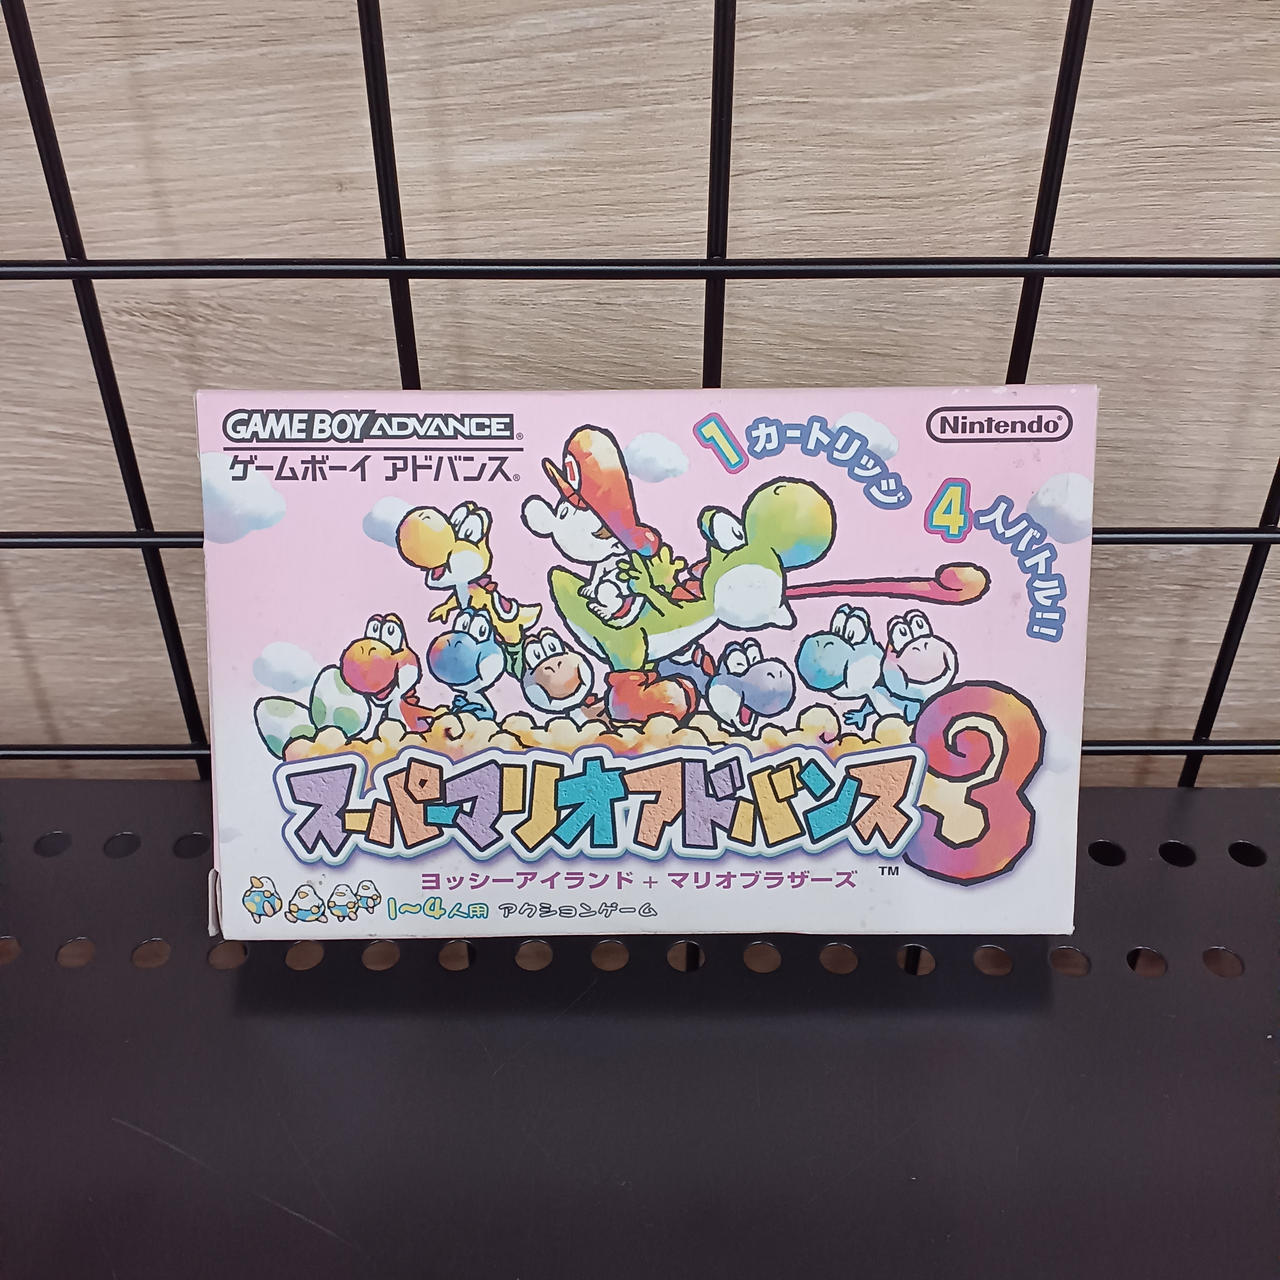 GAME BOY ADVANCE®
ゲームボーイ アドバンス®
1カートリッジ
4人バトル!!
Nintendo®
スーパーマリオアドバンス3
ヨッシーアイランド + マリオブラザーズ ™
1~4人用 アクションゲーム